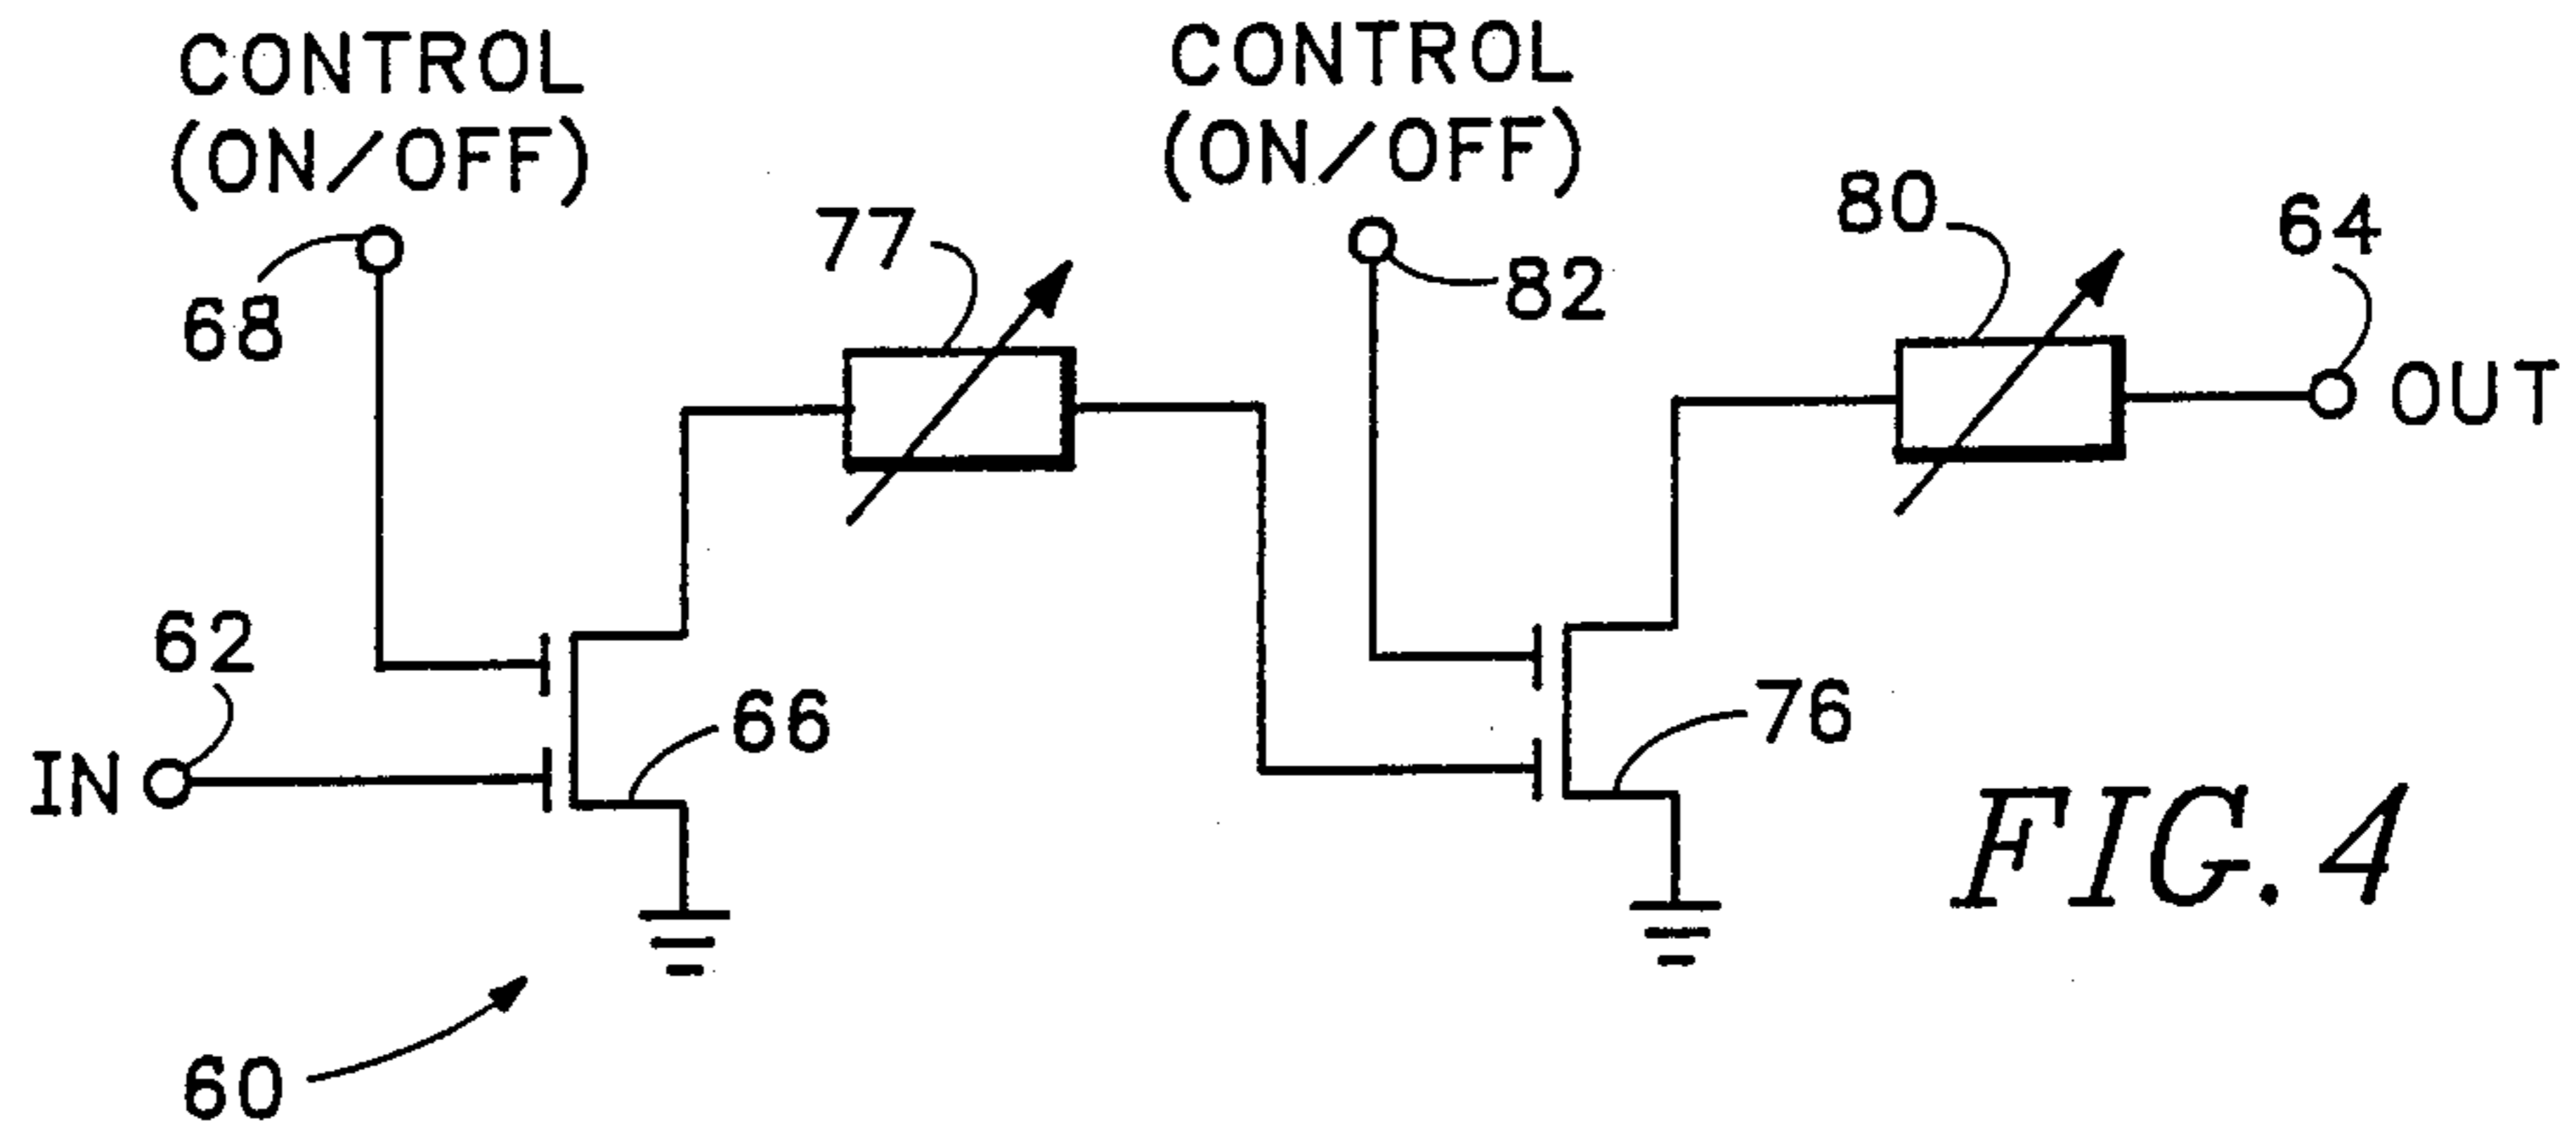 CONTROL
(ON/OFF)
CONTROL
(ON/OFF)
68
77
82
80
64
OUT
62
IN
66
76
60
FIG. 4